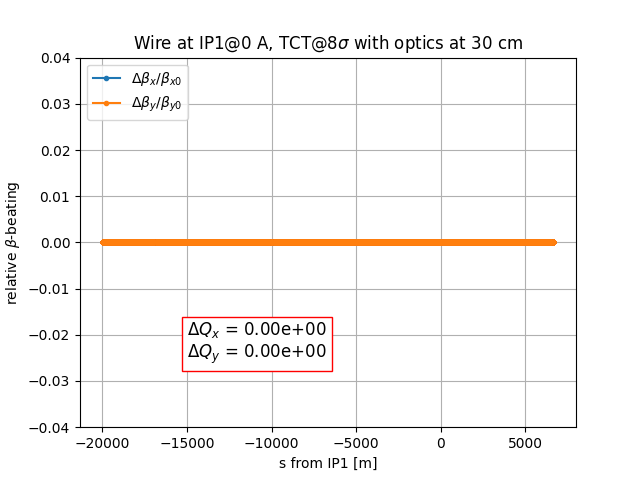 Wire at IP1@0 A, TCT@8σ with optics at 30 cm
0.04
0.03
0.02
0.01
0.00
−0.01
−0.02
−0.03
−0.04
relative β-beating
Δβx/βx0
Δβy/βy0
ΔQx = 0.00e+00
ΔQy = 0.00e+00
−20000 −15000 −10000 −5000 0 5000
s from IP1 [m]